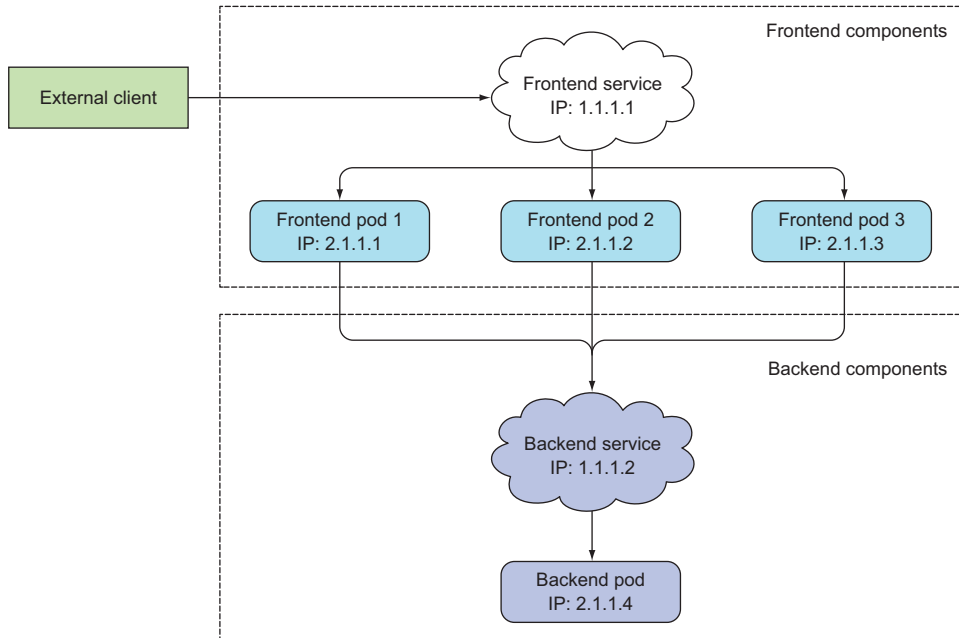 Frontend components
External client
Frontend service
IP: 1.1.1.1
Frontend pod 1
IP: 2.1.1.1
Frontend pod 2
IP: 2.1.1.2
Frontend pod 3
IP: 2.1.1.3
Backend components
Backend service
IP: 1.1.1.2
Backend pod
IP: 2.1.1.4